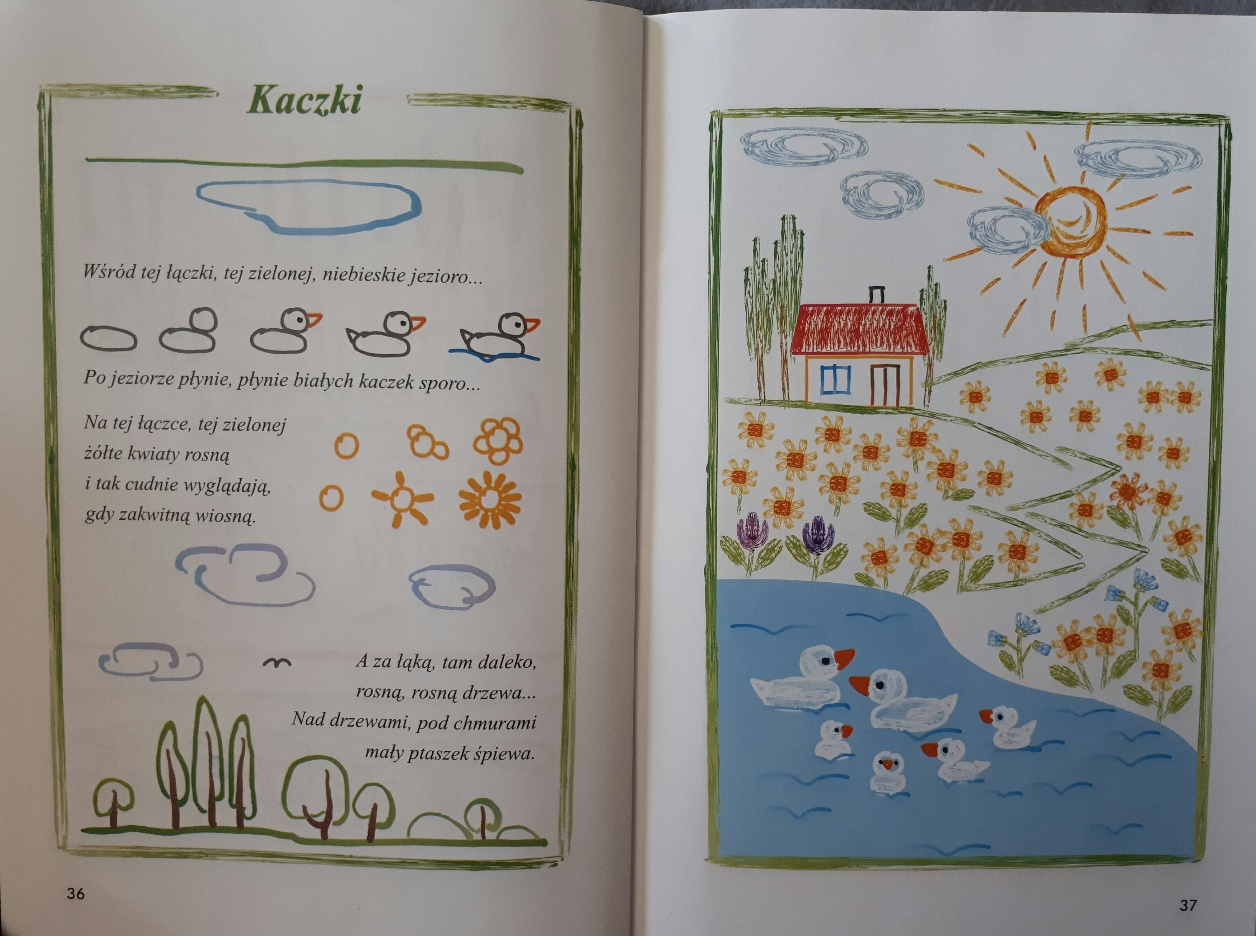 Kaczki
Wśród tej łączki, tej zielonej, niebieskie jezioro...
Po jeziorze płynie, płynie białych kaczek sporo...
Na tej łączce, tej zielonej
żółte kwiaty rosną
i tak cudnie wyglądają,
gdy zakwitną wiosną.
A za łąką, tam daleko,
rosną, rosną drzewa...
Nad drzewami, pod chmurami
mały ptaszek śpiewa.
36
37